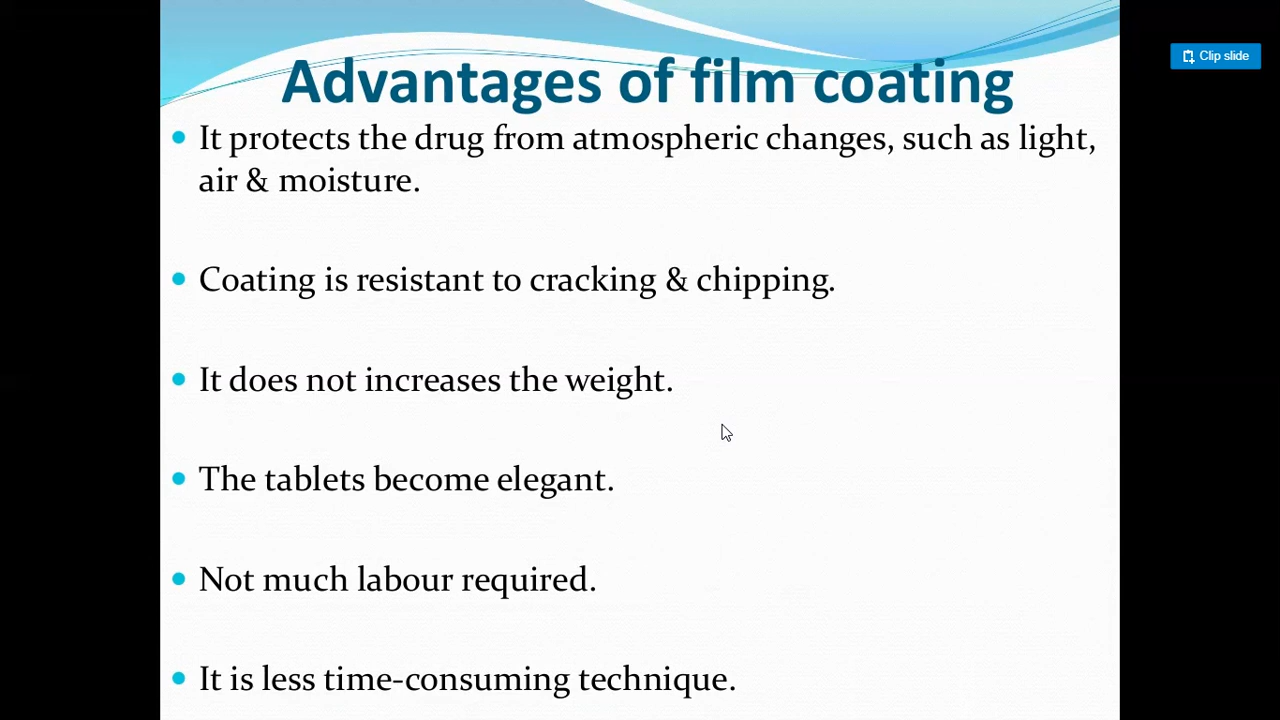 Clip slide
Advantages of film coating
• It protects the drug from atmospheric changes, such as light,
air & moisture.
• Coating is resistant to cracking & chipping.
• It does not increases the weight.
• The tablets become elegant.
• Not much labour required.
• It is less time-consuming technique.